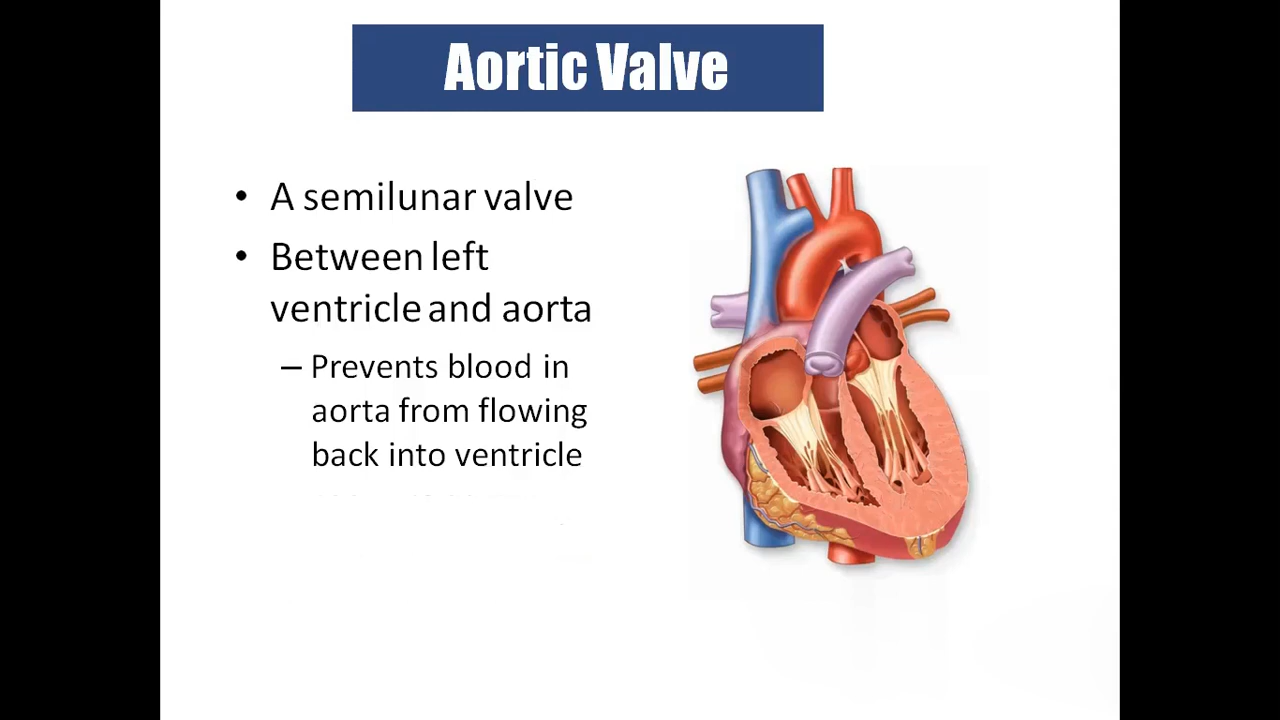 Aortic Valve
• A semilunar valve
• Between left
ventricle and aorta
– Prevents blood in
aorta from flowing
back into ventricle